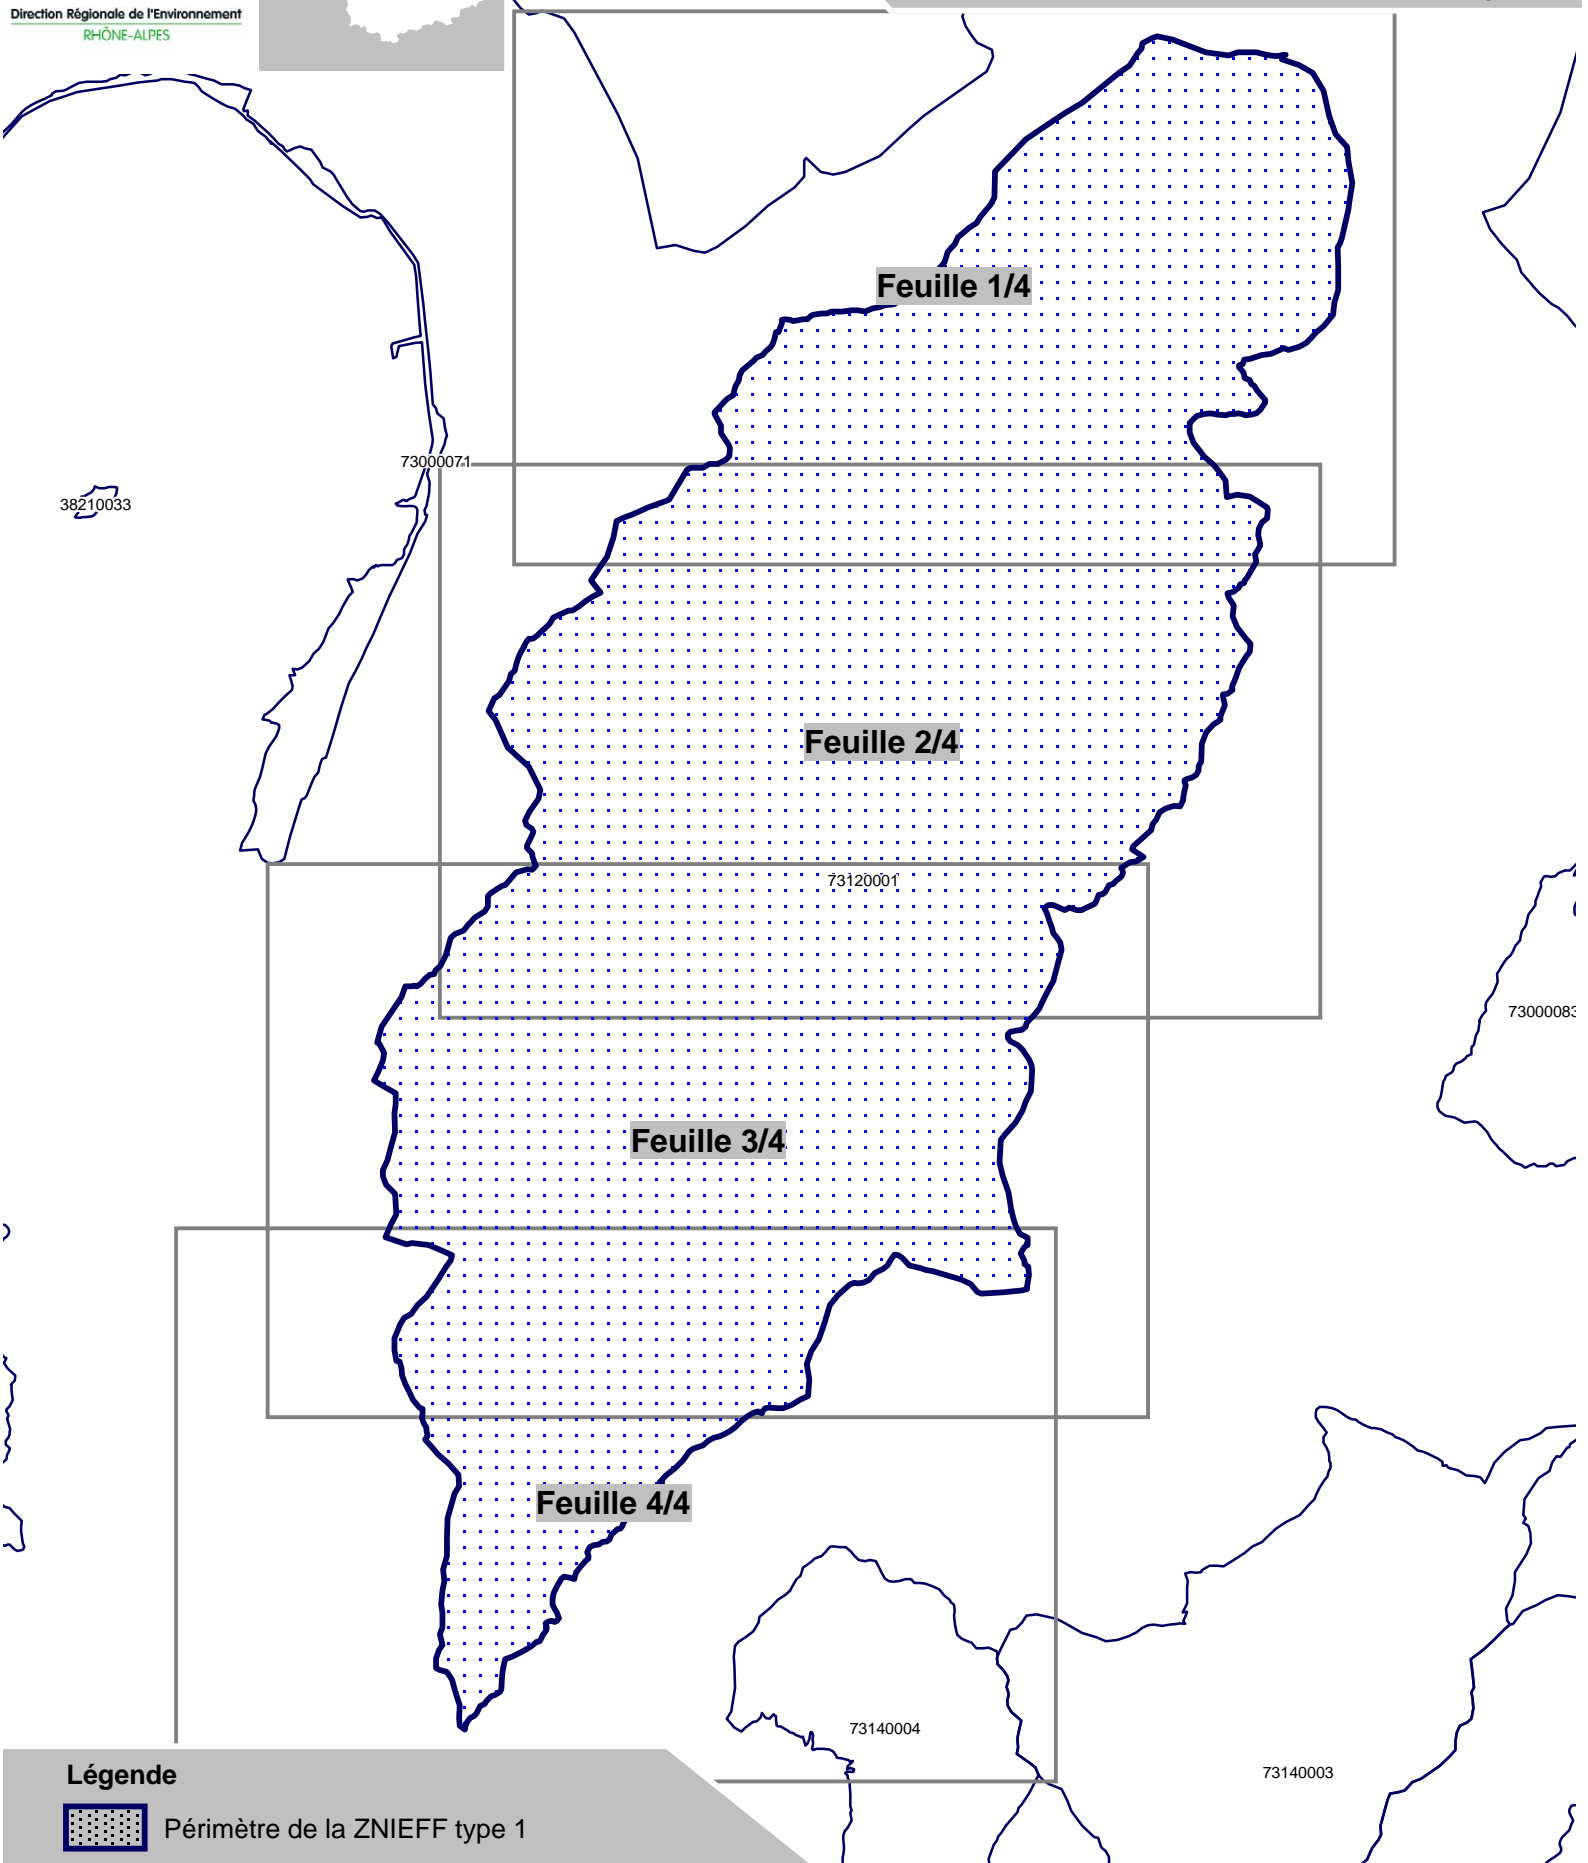 Direction Régionale de l'Environnement
RHÔNE-ALPES
Feuille 1/4
73000071
38210033
Feuille 2/4
73120001
73000083
Feuille 3/4
Feuille 4/4
73140004
73140003
Légende
Périmètre de la ZNIEFF type 1